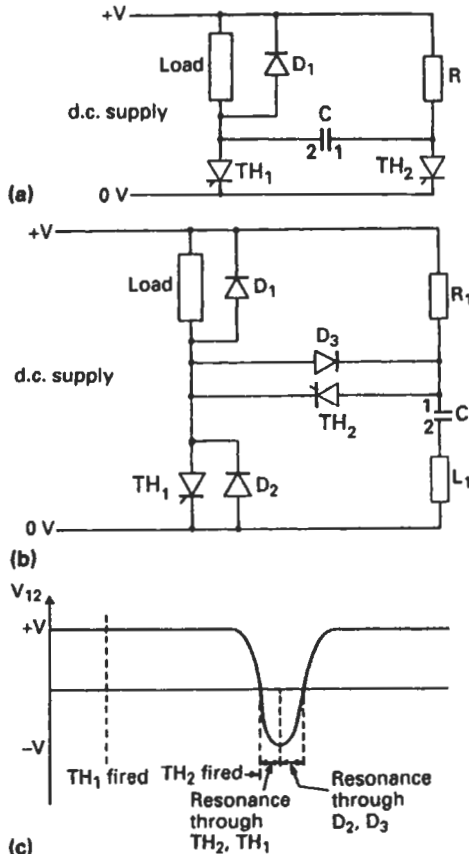 +V
Load
D1
R
d.c. supply
C
2 1
TH1
TH2
(a)
0 V
+V
Load
D1
R1
D3
d.c. supply
TH2
1
2
C
TH1
D2
L1
0 V
(b)
V12
+V
−V
TH1 fired
TH2 fired
Resonance
through
TH2, TH1
Resonance
through
D2, D3
(c)